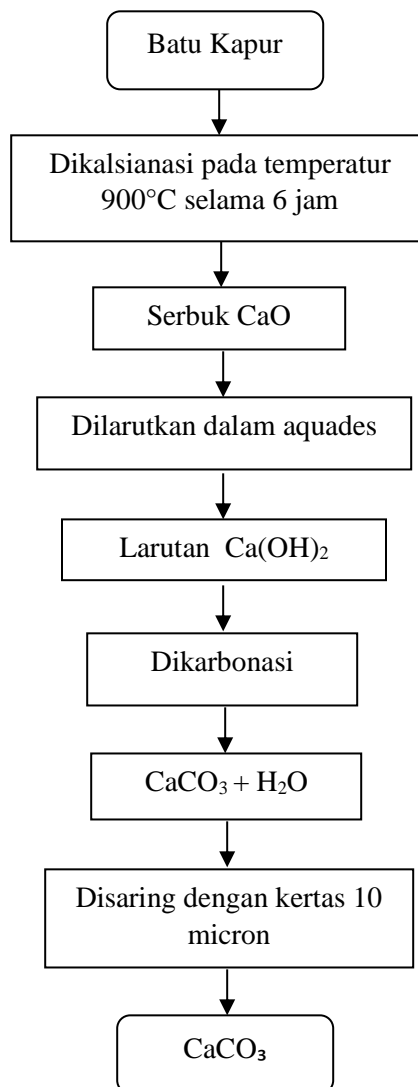 Batu Kapur
Dikalsianasi pada temperatur
900°C selama 6 jam
Serbuk CaO
Dilarutkan dalam aquades
Larutan Ca(OH)₂
Dikarbonasi
CaCO₃ + H₂O
Disaring dengan kertas 10
micron
CaCO₃